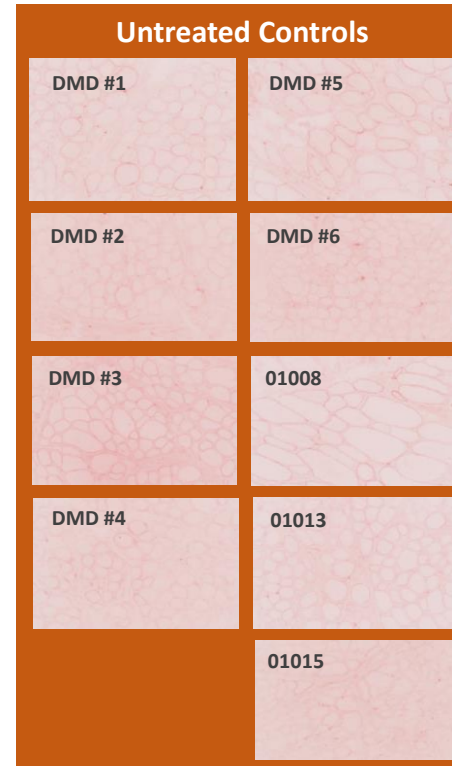 Untreated Controls
DMD #1
DMD #5
DMD #2
DMD #6
DMD #3
01008
DMD #4
01013
01015